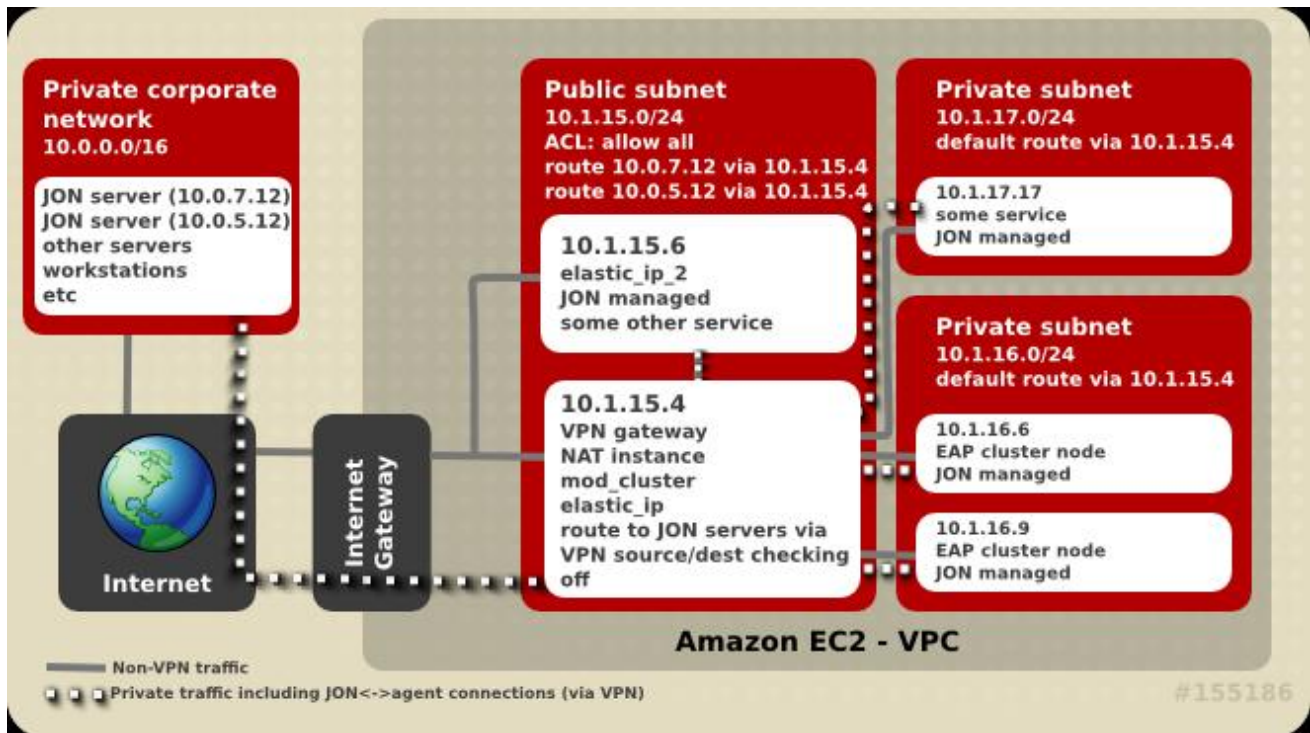 Private corporate
network
10.0.0.0/16
JON server (10.0.7.12)
JON server (10.0.5.12)
other servers
workstations
etc
Internet
Internet
Gateway
Public subnet
10.1.15.0/24
ACL: allow all
route 10.0.7.12 via 10.1.15.4
route 10.0.5.12 via 10.1.15.4
10.1.15.6
elastic_ip_2
JON managed
some other service
10.1.15.4
VPN gateway
NAT instance
mod_cluster
elastic_ip
route to JON servers via
VPN source/dest checking
off
Private subnet
10.1.17.0/24
default route via 10.1.15.4
10.1.17.17
some service
JON managed
Private subnet
10.1.16.0/24
default route via 10.1.15.4
10.1.16.6
EAP cluster node
JON managed
10.1.16.9
EAP cluster node
JON managed
Amazon EC2 - VPC
Non-VPN traffic
Private traffic including JON<->agent connections (via VPN)
#155186